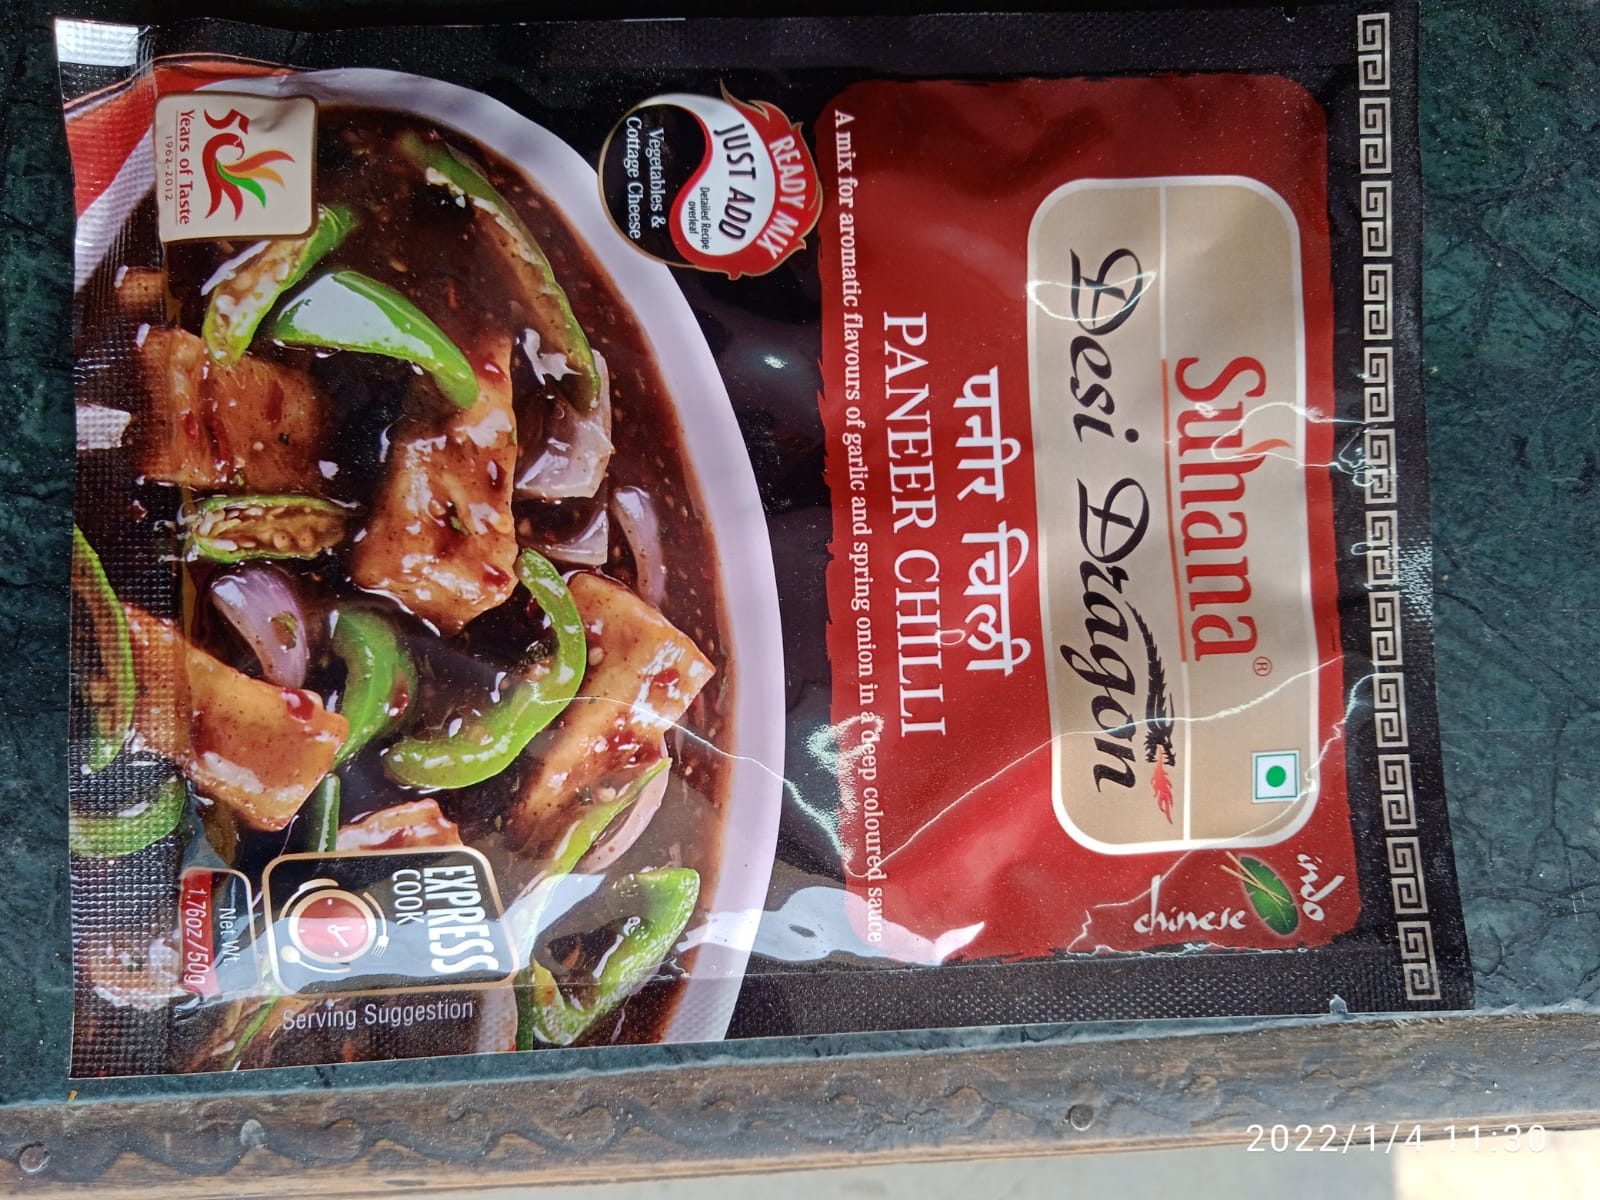 Suhana®
Desi Dragon
indo
chinese
पनीर चिली
PANEER CHILLI
A mix for aromatic flavours of garlic and spring onion in a deep coloured sauce
READY MIX
JUST ADD
Detailed Recipe
overleaf
Vegetables &
Cottage Cheese
50
Years of Taste
1962-2012
EXPRESS
COOK
Net Wt.
1.76oz/50g
Serving Suggestion
2022/1/4 11:30